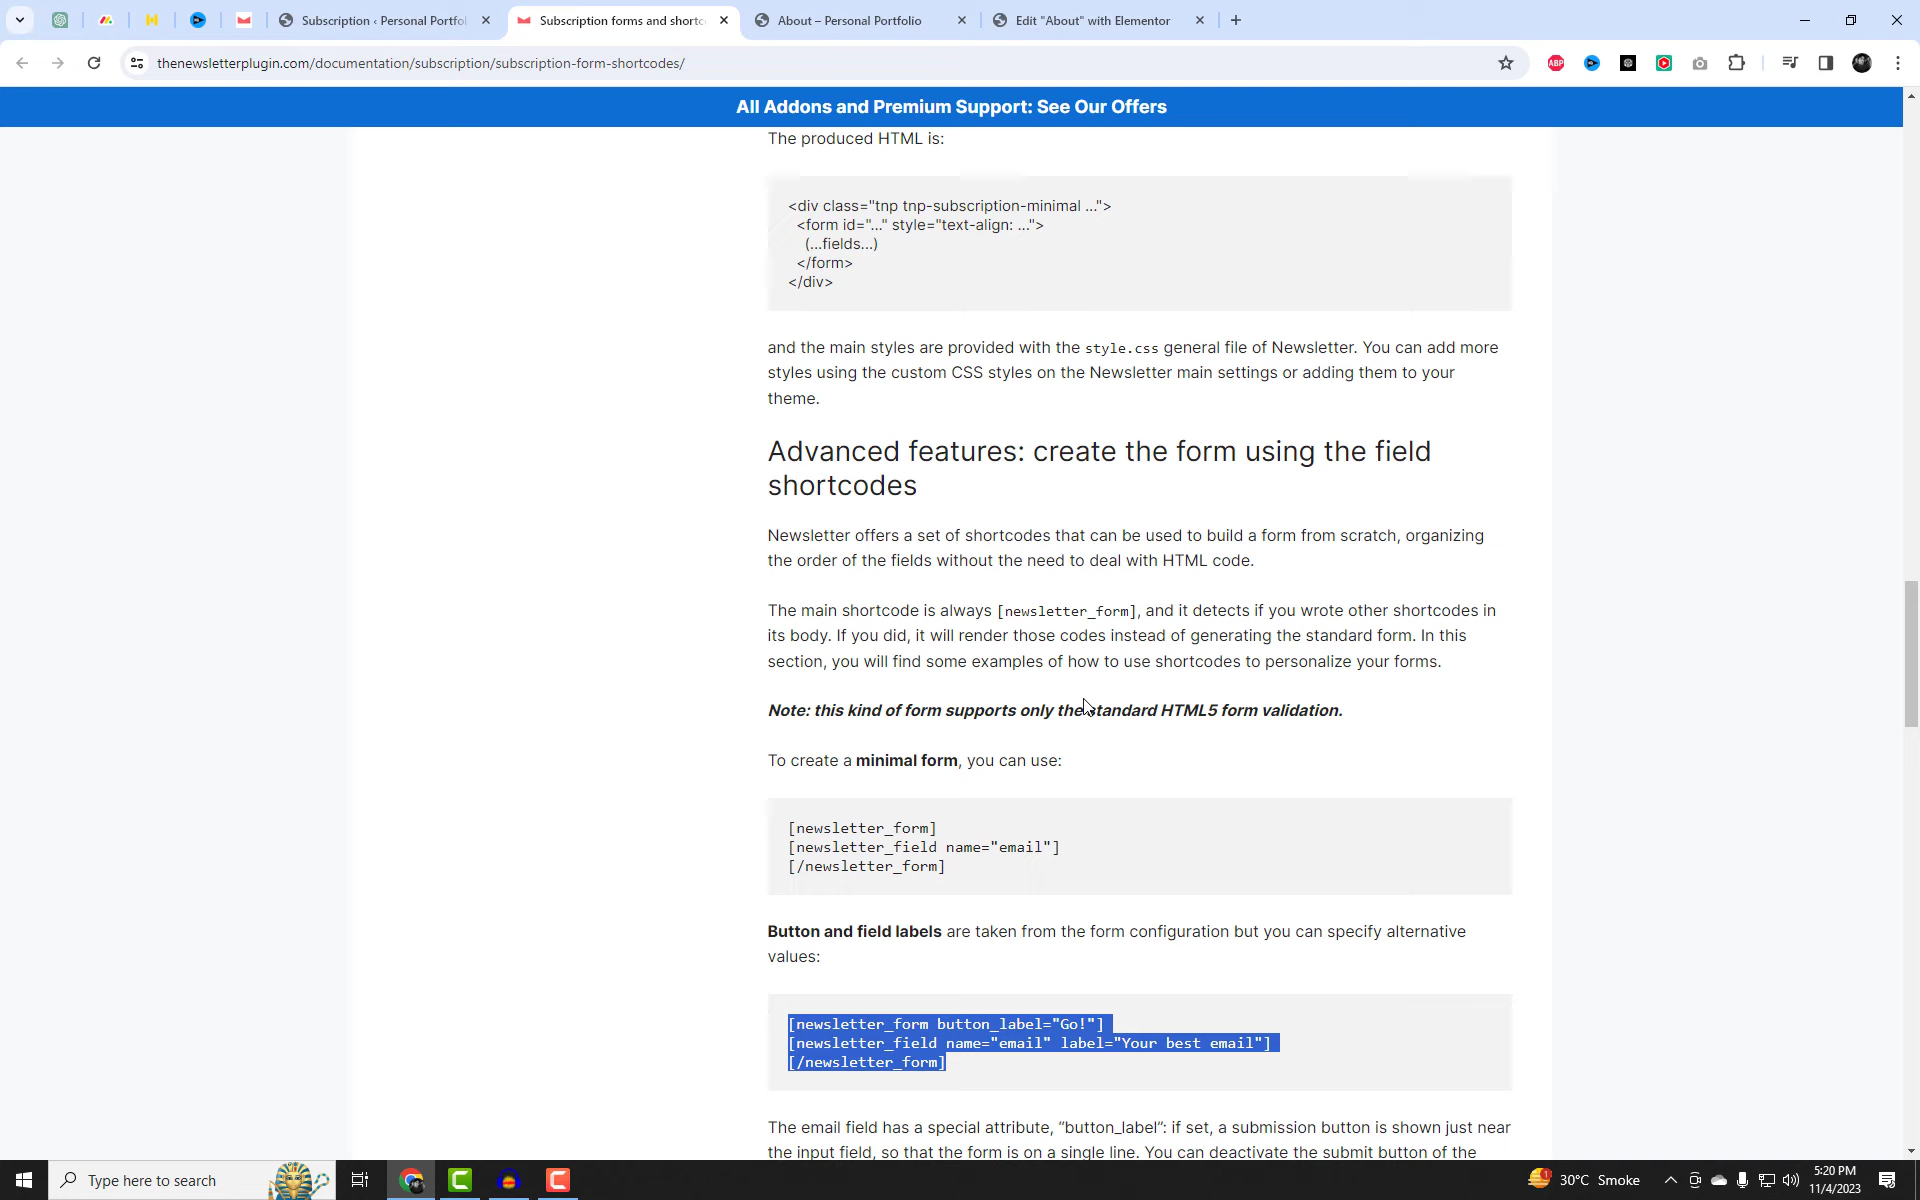 Subscription ‹ Personal Portfol
Subscription forms and shortc
About – Personal Portfolio
Edit "About" with Elementor
thenewsletterplugin.com/documentation/subscription/subscription-form-shortcodes/
ABP
All Addons and Premium Support: See Our Offers
The produced HTML is:
<div class="tnp tnp-subscription-minimal ...">
<form id="..." style="text-align: ...">
(...fields...)
</form>
</div>
and the main styles are provided with the style.css general file of Newsletter. You can add more
styles using the custom CSS styles on the Newsletter main settings or adding them to your
theme.
Advanced features: create the form using the field
shortcodes
Newsletter offers a set of shortcodes that can be used to build a form from scratch, organizing
the order of the fields without the need to deal with HTML code.
The main shortcode is always [newsletter_form], and it detects if you wrote other shortcodes in
its body. If you did, it will render those codes instead of generating the standard form. In this
section, you will find some examples of how to use shortcodes to personalize your forms.
Note: this kind of form supports only the standard HTML5 form validation.
To create a minimal form, you can use:
[newsletter_form]
[newsletter_field name="email"]
[/newsletter_form]
Button and field labels are taken from the form configuration but you can specify alternative
values:
[newsletter_form button_label="Go!"]
[newsletter_field name="email" label="Your best email"]
[/newsletter_form]
The email field has a special attribute, “button_label”: if set, a submission button is shown just near
the input field, so that the form is on a single line. You can deactivate the submit button of the
Type here to search
30°C Smoke
5:20 PM
11/4/2023